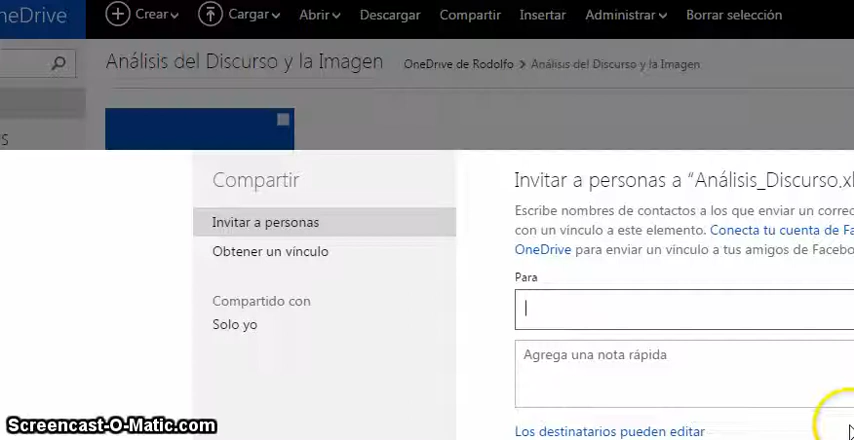 neDrive
Crear
Cargar
Abrir
Descargar
Compartir
Insertar
Administrar
Borrar selección
Análisis del Discurso y la Imagen
OneDrive de Rodolfo > Análisis del Discurso y la Imagen
Compartir
Invitar a personas
Obtener un vínculo
Compartido con
Solo yo
Invitar a personas a “Análisis_Discurso.xl
Escribe nombres de contactos a los que enviar un correo
con un vínculo a este elemento. Conecta tu cuenta de Fa
OneDrive para enviar un vínculo a tus amigos de Facebo
Para
Agrega una nota rápida
Los destinatarios pueden editar
Screencast-O-Matic.com